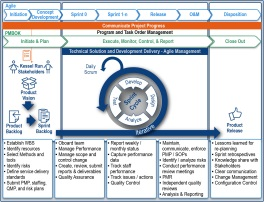 Agile
Initiation
Concept Development
Sprint 0
Sprint 1-n
Release
O&M
Disposition
Communicate Project Progress
PMBOK
Program and Task Order Management
Initiate & Plan
Execute, Monitor, Control, & Report
Close Out
Technical Solution and Development Delivery - Agile Management
Kessel Run Stakeholders
Product Vision
Product Backlog
Sprint Backlog
Daily Scrum
Develop
Analyze
Iterative
Product Release
• Establish WBS
• Identify resources
• Select Methods and Tools
• Identify risks
• Define service delivery standards
• Submit PMP, staffing, QMP, and risk plans
• Onboard team
• Manage Performance
• Manage scope and control change
• Create, review, submit reports & deliverables
• Quality Assurance
• Report weekly / monthly status
• Capture performance data
• Track staff performance
• Track issues / actions
• Quality Control
• Maintain, communicate, enforce PMP / SOPs
• Identify / analyze risks
• Conduct performance review meetings
• PMR
• Independent quality reviews
• Analysis & Reporting
• Lessons learned for re-planning
• Sprint retrospectives
• Knowledge share with Stakeholders
• Clear communication
• Change Management
• Configuration Control